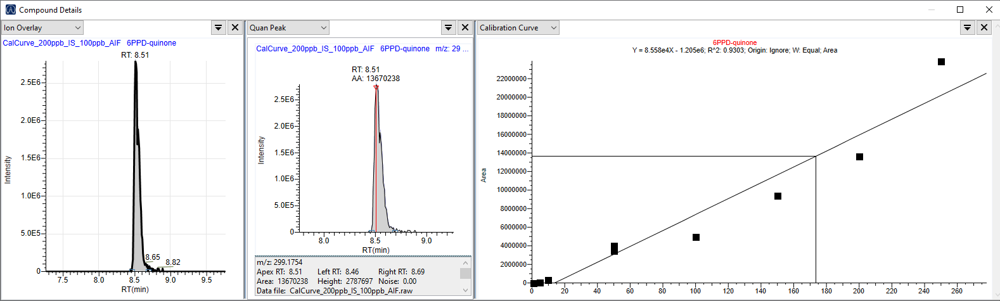 Compound Details
Ion Overlay
CalCurve_200ppb_IS_100ppb_AIF 6PPD-quinone
RT: 8.51
2.5E6
2.0E6
1.5E6
1.0E6
5.0E5
0
Intensity
8.65
8.82
7.5 8.0 8.5 9.0 9.5
RT(min)
Quan Peak
CalCurve_200ppb_IS_100ppb_AIF 6PPD-quinone m/z: 29 ...
RT: 8.51
AA: 13670238
2.5E6
2.0E6
1.5E6
1.0E6
5.0E5
0
Intensity
8.0 8.5 9.0
RT(min)
m/z: 299.1754
Apex RT: 8.51 Left RT: 8.46 Right RT: 8.69
Area: 13670238 Height: 2787697 Noise: 0.00
Data file: CalCurve_200ppb_IS_100ppb_AIF.raw
Calibration Curve
6PPD-quinone
Y = 8.558e4X - 1.205e6; R^2: 0.9303; Origin: Ignore; W: Equal; Area
22000000
20000000
18000000
16000000
14000000
12000000
10000000
8000000
6000000
4000000
2000000
0
Area
0 20 40 60 80 100 120 140 160 180 200 220 240 260